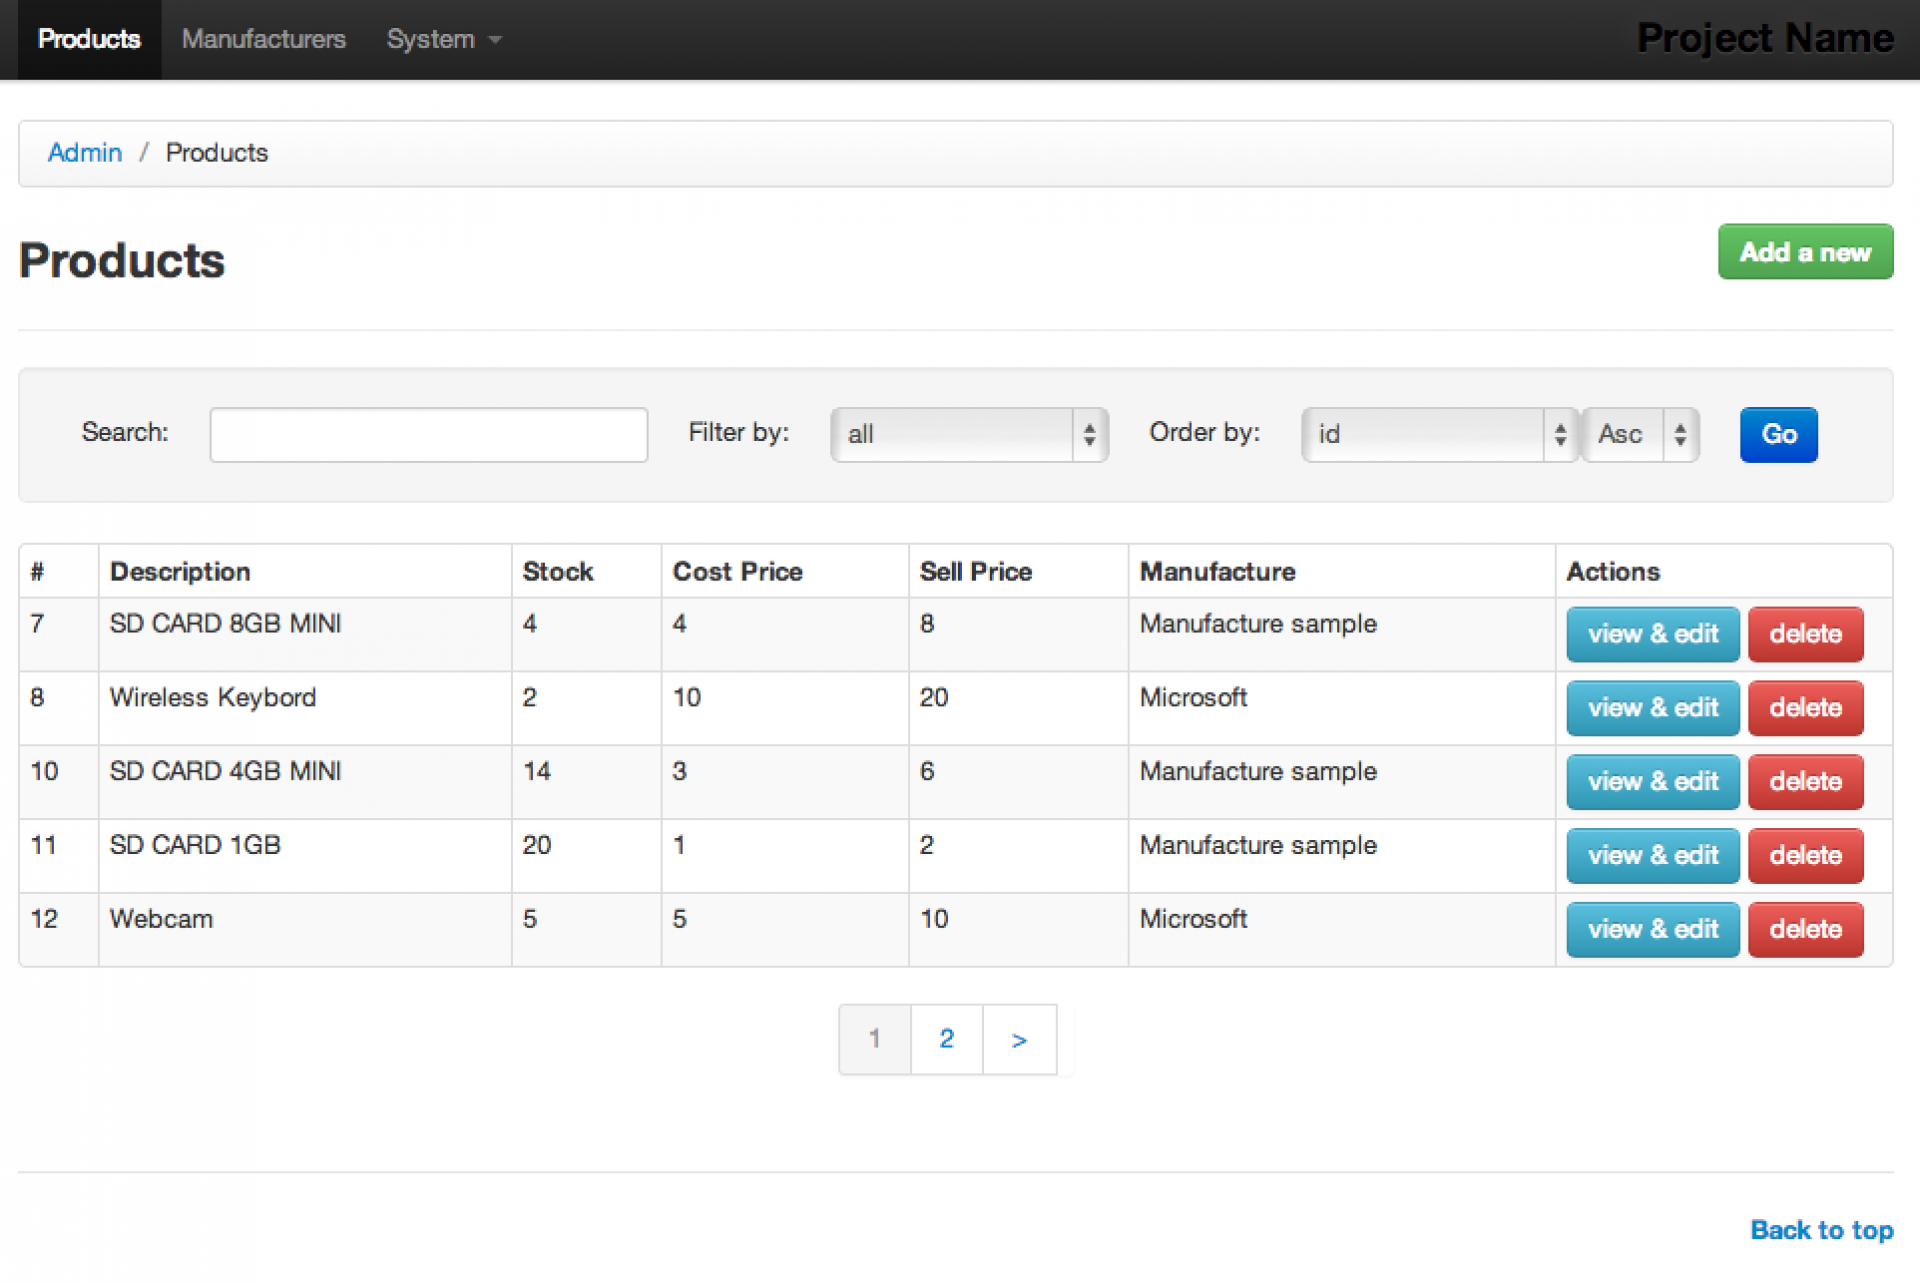 Products Manufacturers System Project Name
Admin / Products
Products Add a new
Search: Filter by: all Order by: id Asc Go
# Description Stock Cost Price Sell Price Manufacture Actions
7 SD CARD 8GB MINI 4 4 8 Manufacture sample view & edit delete
8 Wireless Keybord 2 10 20 Microsoft view & edit delete
10 SD CARD 4GB MINI 14 3 6 Manufacture sample view & edit delete
11 SD CARD 1GB 20 1 2 Manufacture sample view & edit delete
12 Webcam 5 5 10 Microsoft view & edit delete
1 2 >
Back to top